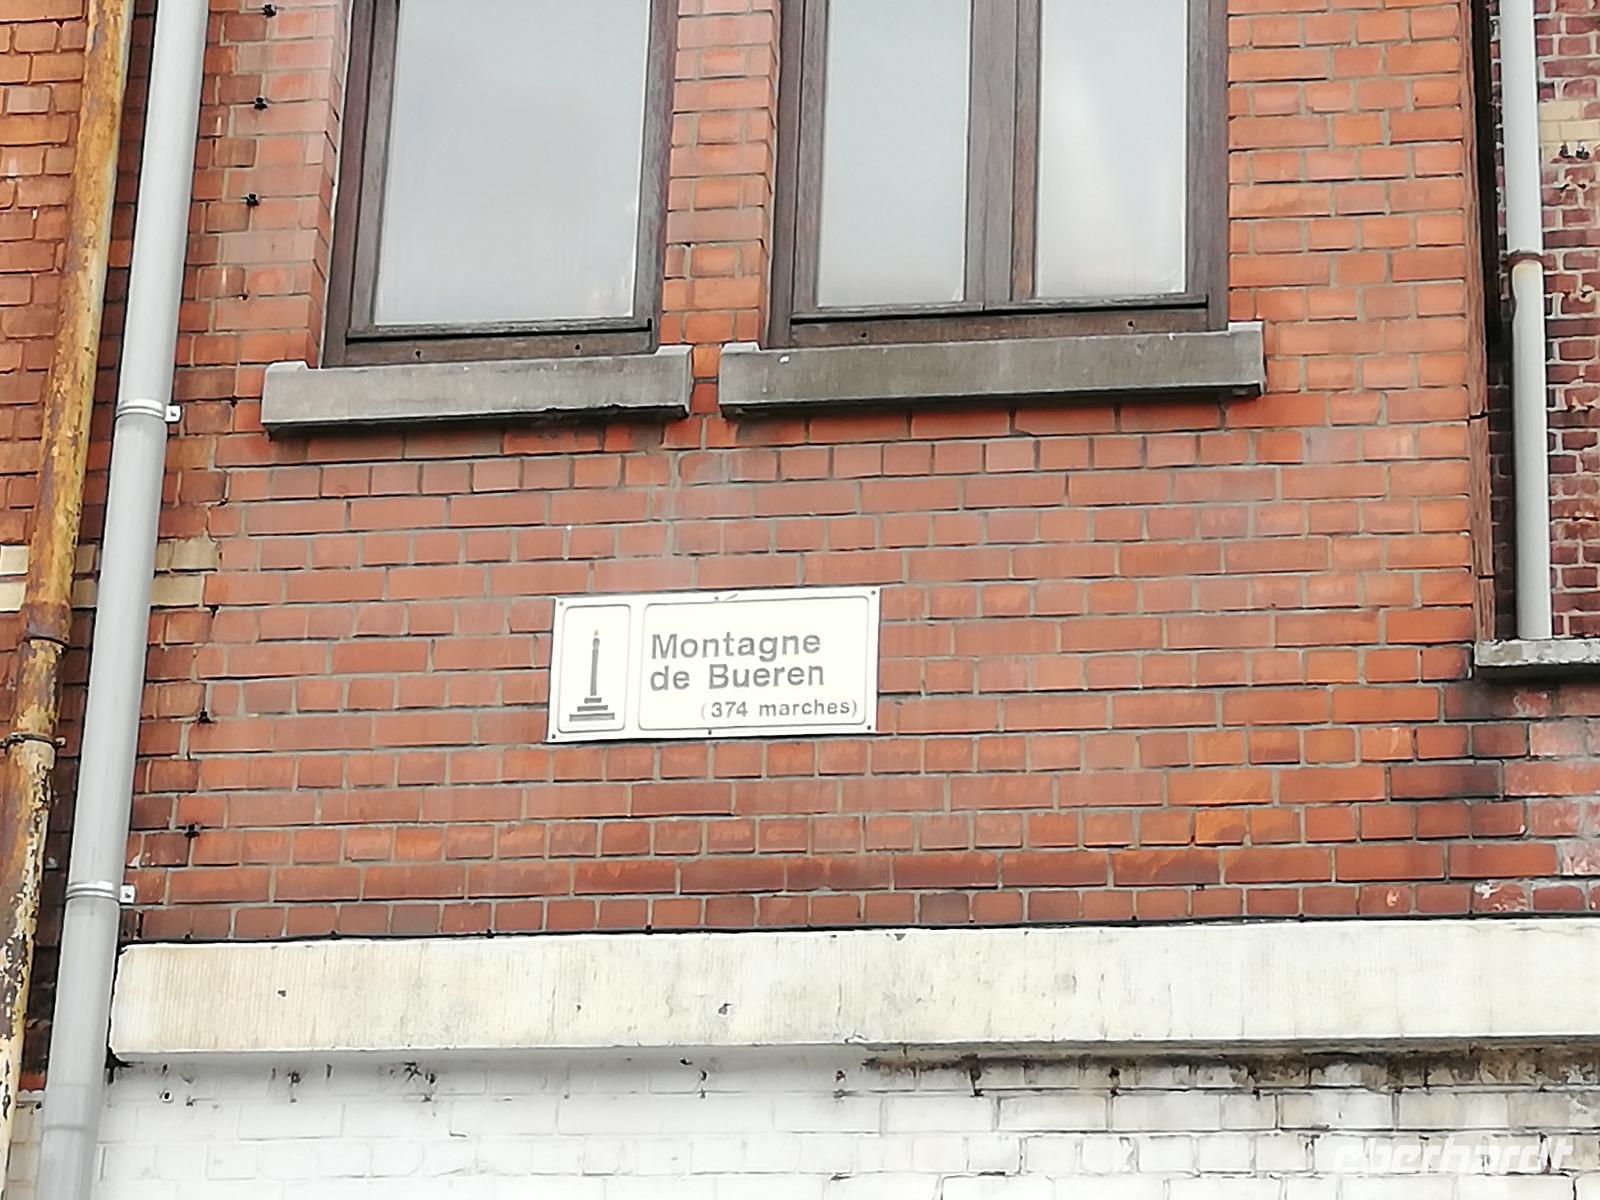 Montagne
de Bueren
(374 marches)
eberhardt